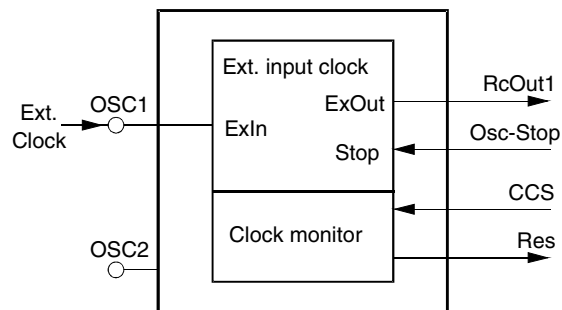 Ext. input clock
RcOut1
OSC1
ExOut
Ext.
Clock
ExIn
Osc-Stop
Stop
CCS
OSC2
Clock monitor
Res